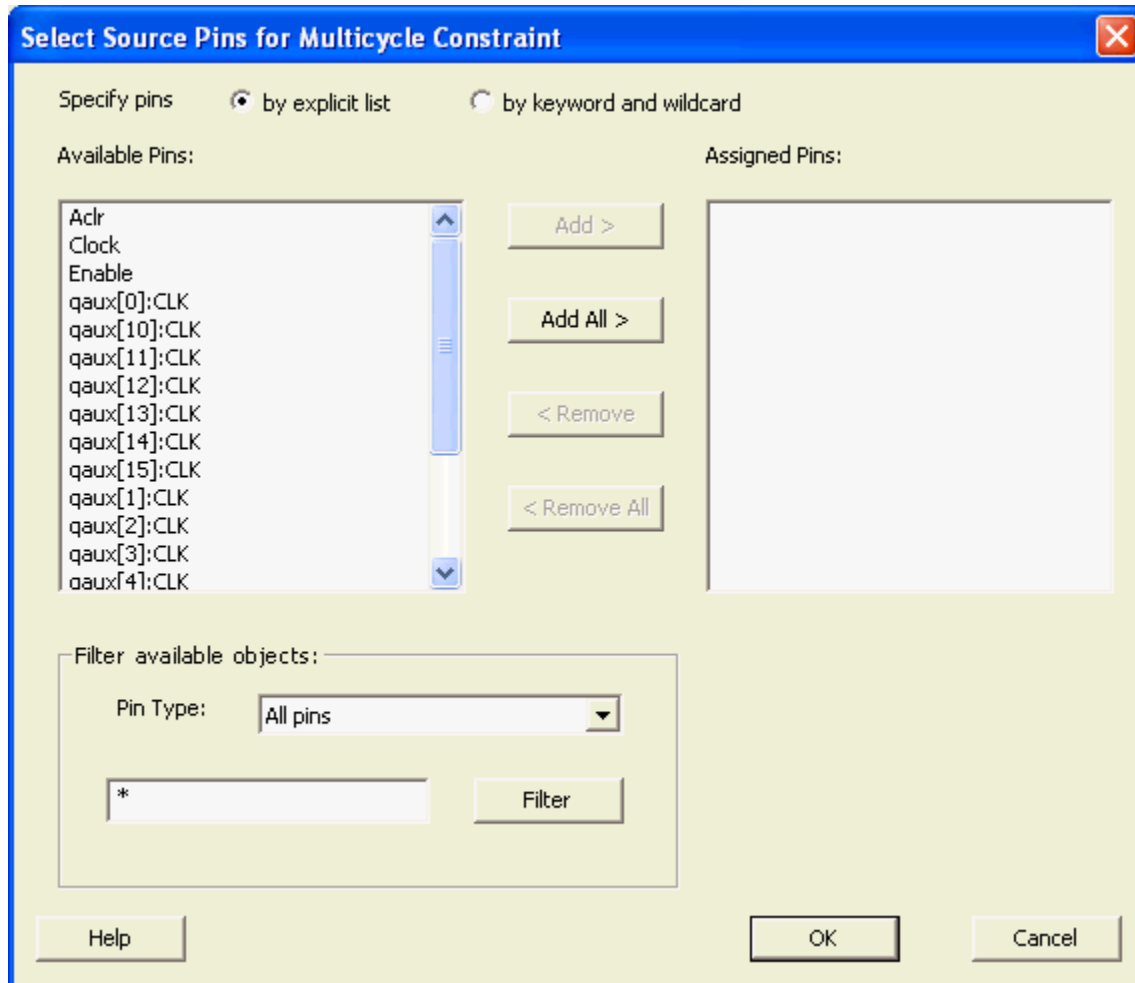 Select Source Pins for Multicycle Constraint
Specify pins by explicit list by keyword and wildcard
Available Pins: Assigned Pins:
Aclr
Clock
Enable
qaux[0]:CLK
qaux[10]:CLK
qaux[11]:CLK
qaux[12]:CLK
qaux[13]:CLK
qaux[14]:CLK
qaux[15]:CLK
qaux[1]:CLK
qaux[2]:CLK
qaux[3]:CLK
qaux[4]:CLK
Add >
Add All >
< Remove
< Remove All
Filter available objects:
Pin Type: All pins
* Filter
Help OK Cancel